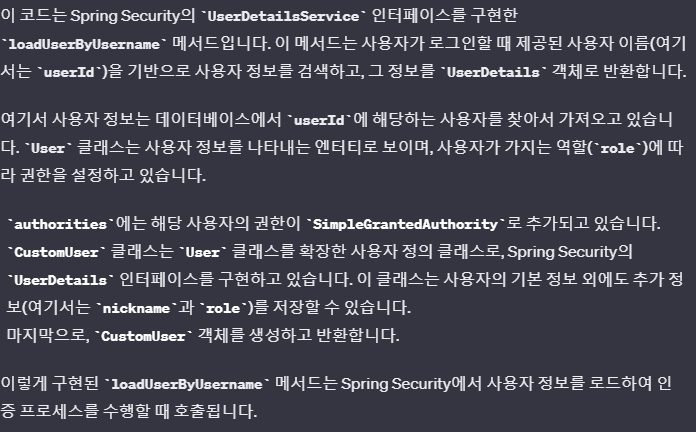 이 코드는 Spring Security의 `UserDetailsService` 인터페이스를 구현한
`loadUserByUsername` 메서드입니다. 이 메서드는 사용자가 로그인할 때 제공된 사용자 이름(여기
서는 `userId`)을 기반으로 사용자 정보를 검색하고, 그 정보를 `UserDetails` 객체로 반환합니다.
여기서 사용자 정보는 데이터베이스에서 `userId`에 해당하는 사용자를 찾아서 가져오고 있습니
다. `User` 클래스는 사용자 정보를 나타내는 엔터티로 보이며, 사용자가 가지는 역할(`role`)에 따
라 권한을 설정하고 있습니다.
`authorities`에는 해당 사용자의 권한이 `SimpleGrantedAuthority`로 추가되고 있습니다.
`CustomUser` 클래스는 `User` 클래스를 확장한 사용자 정의 클래스로, Spring Security의
`UserDetails` 인터페이스를 구현하고 있습니다. 이 클래스는 사용자의 기본 정보 외에도 추가 정
보(여기서는 `nickname`과 `role`)를 저장할 수 있습니다.
마지막으로, `CustomUser` 객체를 생성하고 반환합니다.
이렇게 구현된 `loadUserByUsername` 메서드는 Spring Security에서 사용자 정보를 로드하여 인
증 프로세스를 수행할 때 호출됩니다.